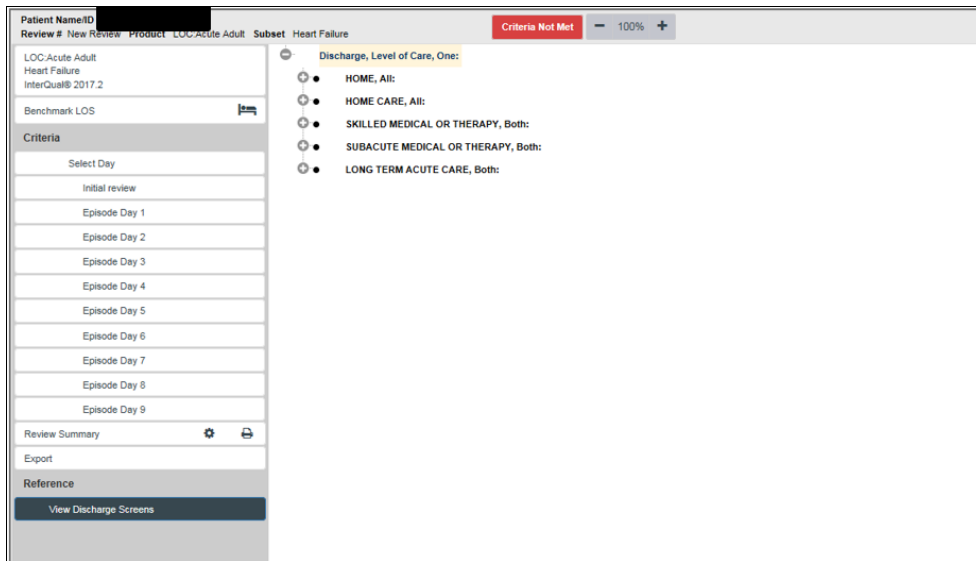 Patient Name/ID
Review # New Review Product LOC:Acute Adult Subset Heart Failure
Criteria Not Met
100%
LOC:Acute Adult
Heart Failure
InterQual® 2017.2
Benchmark LOS
Criteria
Select Day
Initial review
Episode Day 1
Episode Day 2
Episode Day 3
Episode Day 4
Episode Day 5
Episode Day 6
Episode Day 7
Episode Day 8
Episode Day 9
Review Summary
Export
Reference
View Discharge Screens
Discharge, Level of Care, One:
HOME, All:
HOME CARE, All:
SKILLED MEDICAL OR THERAPY, Both:
SUBACUTE MEDICAL OR THERAPY, Both:
LONG TERM ACUTE CARE, Both: